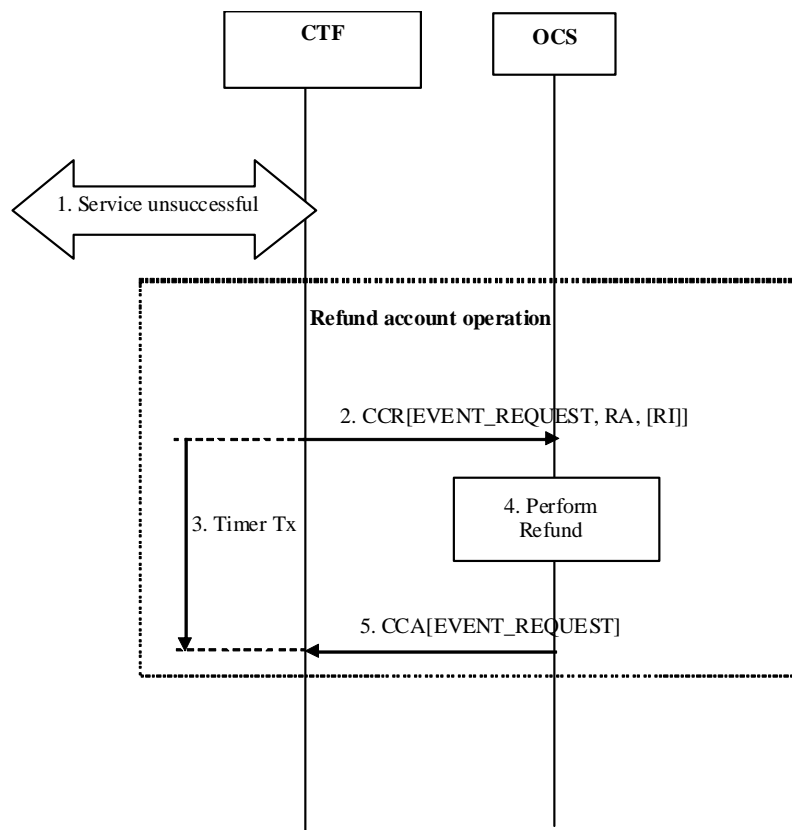 CTF
OCS
1. Service unsuccessful
Refund account operation
2. CCR[EVENT_REQUEST, RA, [RI]]
3. Timer Tx
4. Perform
Refund
5. CCA[EVENT_REQUEST]